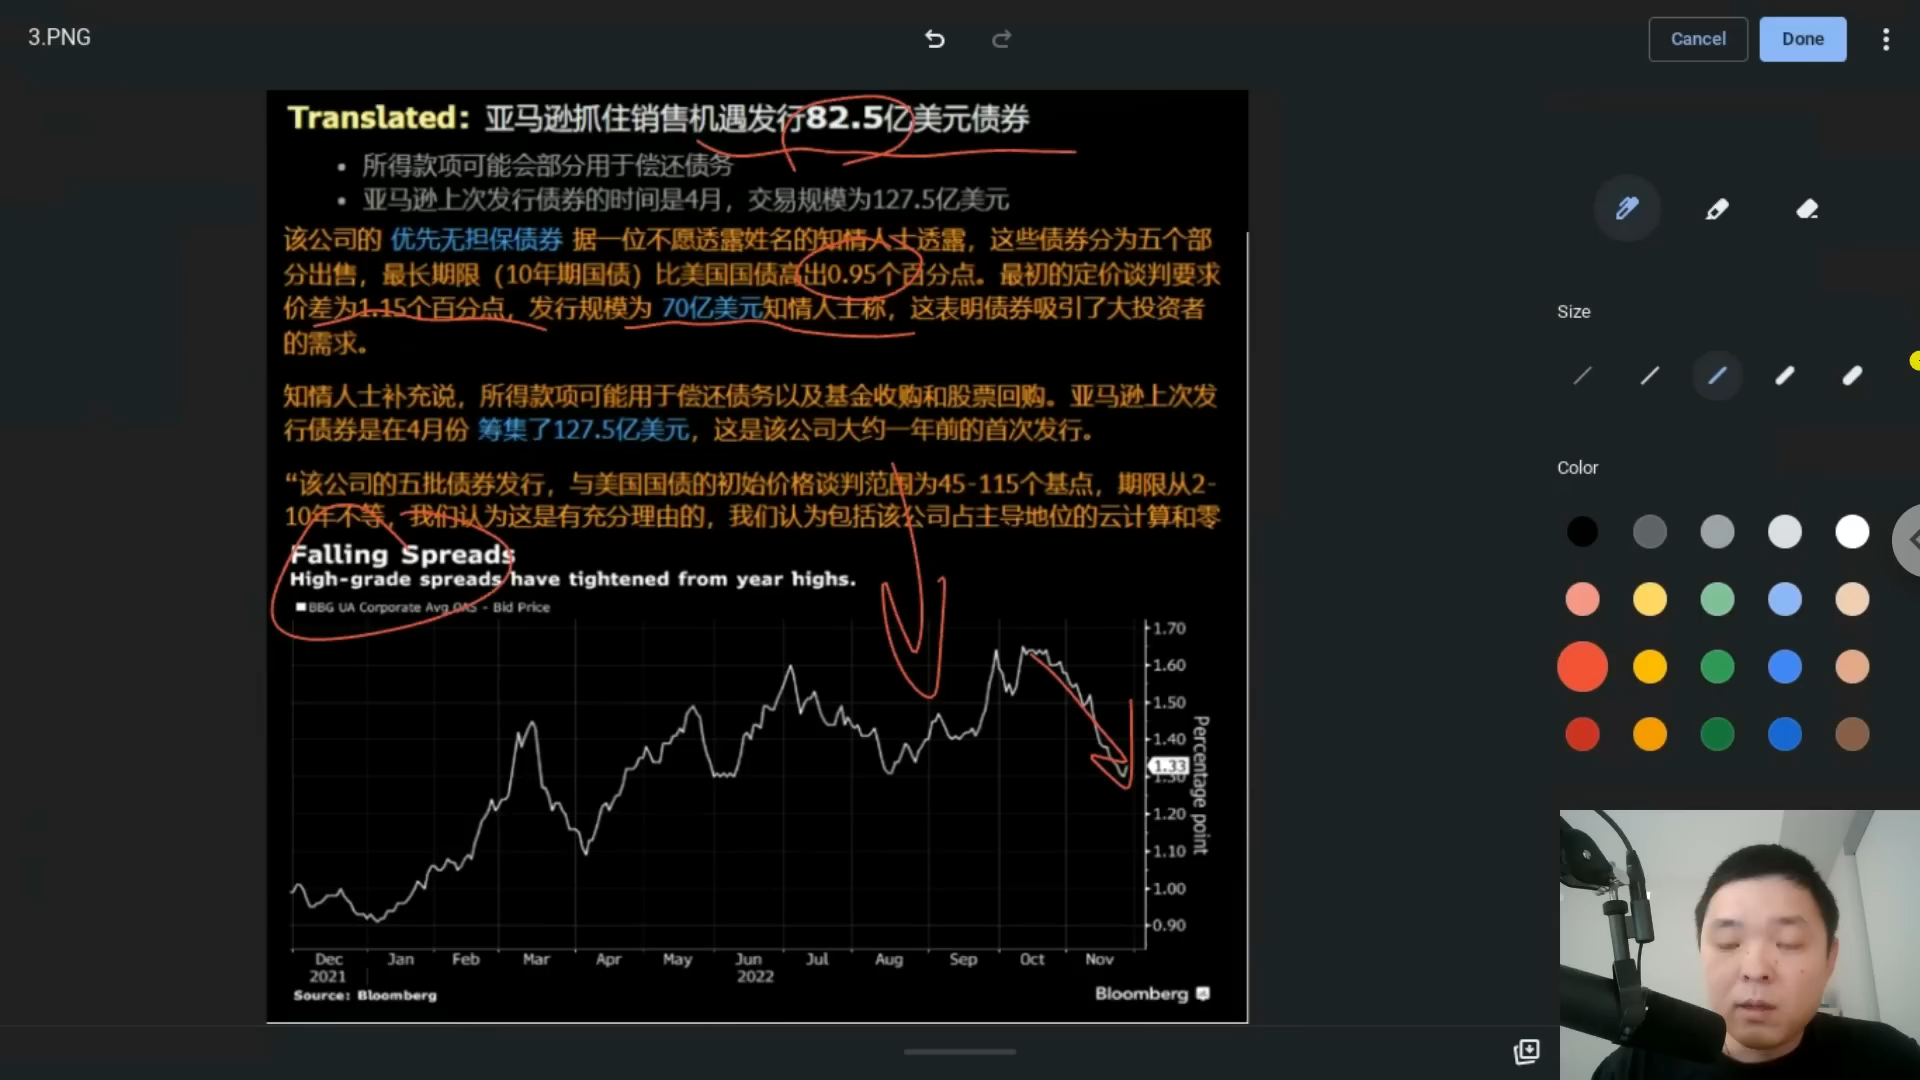 3.PNG
Cancel
Done
Translated: 亚马逊抓住销售机遇发行82.5亿美元债券
• 所得款项可能会部分用于偿还债务
• 亚马逊上次发行债券的时间是4月，交易规模为127.5亿美元
该公司的 优先无担保债券 据一位不愿透露姓名的知情人士透露，这些债券分为五个部
分出售，最长期限（10年期国债）比美国国债高出0.95个百分点。最初的定价谈判要求
价差为1-15个百分点，发行规模为 70亿美元知情人士称，这表明债券吸引了大投资者
的需求。
知情人士补充说，所得款项可能用于偿还债务以及基金收购和股票回购。亚马逊上次发
行债券是在4月份 筹集了127.5亿美元，这是该公司大约一年前的首次发行。
“该公司的五批债券发行，与美国国债的初始价格谈判范围为45-115个基点，期限从2-
10年不等，我们认为这是有充分理由的，我们认为包括该公司占主导地位的云计算和零
Falling Spreads
High-grade spreads have tightened from year highs.
BBG UA Corporate Avg OAS - Bid Price
1.70
1.60
1.50
1.40
1.33
1.30
1.20
1.10
1.00
0.90
Percentage point
Dec Jan Feb Mar Apr May Jun Jul Aug Sep Oct Nov
2021 2022
Source: Bloomberg
Bloomberg
Size
Color